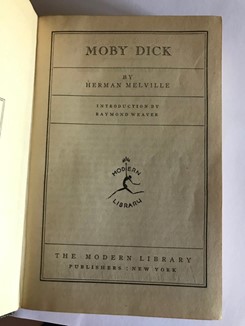 MOBY DICK
BY
HERMAN MELVILLE
INTRODUCTION BY
RAYMOND WEAVER
MODERN
LIBRARY
THE MODERN LIBRARY
PUBLISHERS : NEW YORK